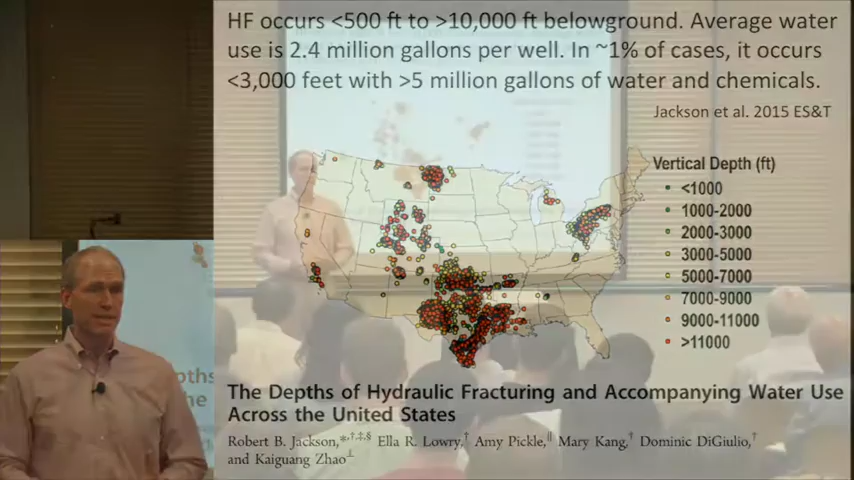 HF occurs <500 ft to >10,000 ft belowground. Average water
use is 2.4 million gallons per well. In ~1% of cases, it occurs
<3,000 feet with >5 million gallons of water and chemicals.
Jackson et al. 2015 ES&T
Vertical Depth (ft)
<1000
1000-2000
2000-3000
3000-5000
5000-7000
7000-9000
9000-11000
>11000
The Depths of Hydraulic Fracturing and Accompanying Water Use
Across the United States
Robert B. Jackson,*,†,‡,§ Ella R. Lowry,† Amy Pickle,|| Mary Kang,† Dominic DiGiulio,†
and Kaiguang Zhao⊥